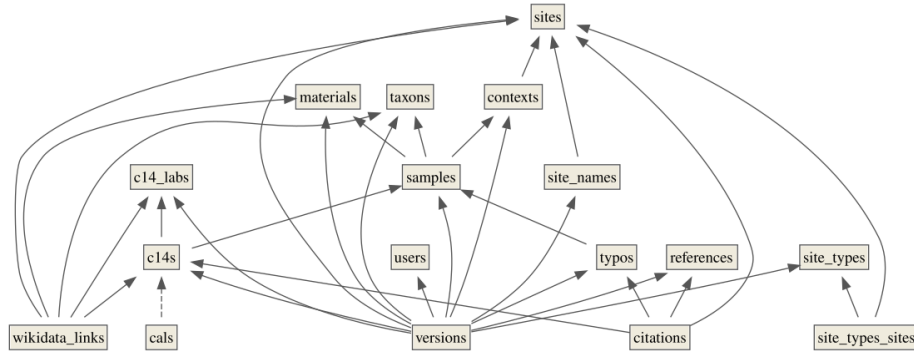 sites
materials
taxons
contexts
c14_labs
samples
site_names
c14s
users
typos
references
site_types
wikidata_links
cals
versions
citations
site_types_sites